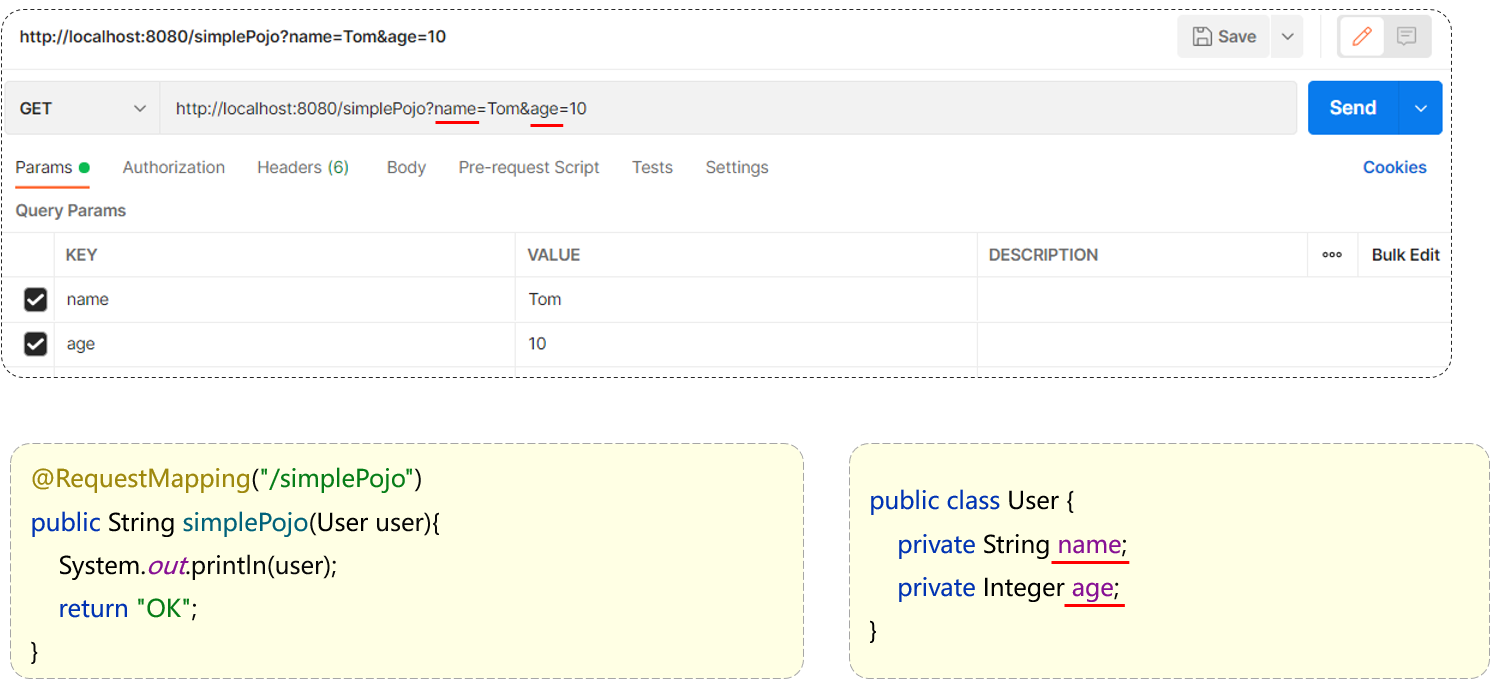 http://localhost:8080/simplePojo?name=Tom&age=10 Save
GET http://localhost:8080/simplePojo?name=Tom&age=10 Send
Params Authorization Headers (6) Body Pre-request Script Tests Settings Cookies
Query Params
KEY VALUE DESCRIPTION ooo Bulk Edit
name Tom
age 10
@RequestMapping("/simplePojo")
public String simplePojo(User user){
System.out.println(user);
return "OK";
}
public class User {
private String name;
private Integer age;
}